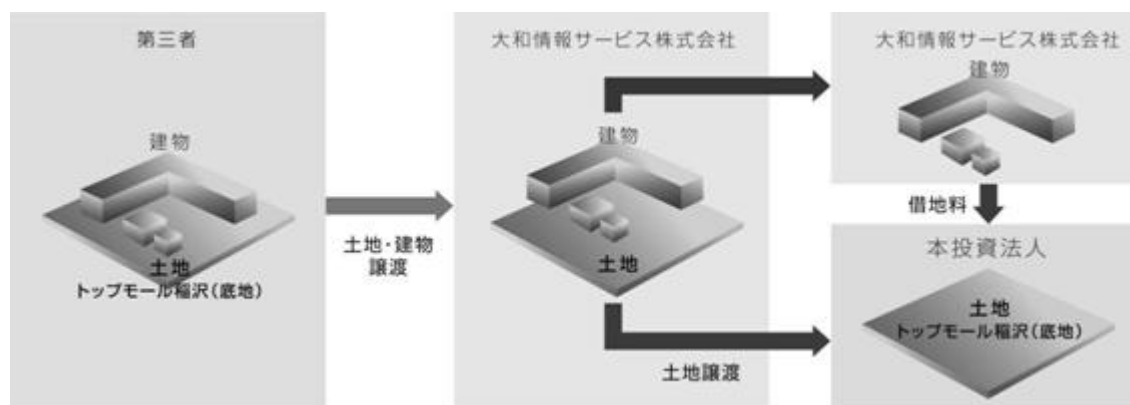 第三者
建物
土地
トップモール稲沢(底地)
土地・建物
譲渡
大和情報サービス株式会社
建物
土地
土地譲渡
大和情報サービス株式会社
建物
借地料
本投資法人
土地
トップモール稲沢(底地)